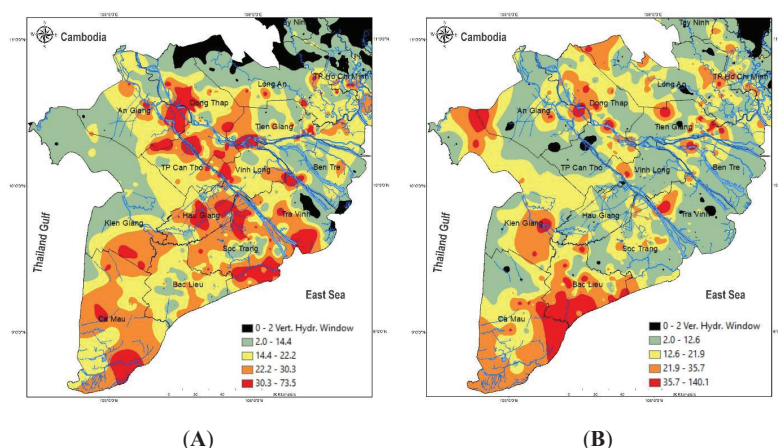 Cambodia
Tay Ninh
Long An
TP. Ho Chi Minh
An Giang
Dong Thap
Tien Giang
Ben Tre
TP Can Tho
Vinh Long
Tra Vinh
Kien Giang
Hau Giang
Soc Trang
Bac Lieu
Ca Mau
Thailand Gulf
East Sea
0 - 2 Vert. Hydr. Window
2.0 - 14.4
14.4 - 22.2
22.2 - 30.3
30.3 - 73.5
(A)
Cambodia
Tay Ninh
Long An
TP. Ho Chi Minh
An Giang
Dong Thap
Tien Giang
Ben Tre
TP Can Tho
Vinh Long
Tra Vinh
Kien Giang
Hau Giang
Soc Trang
Bac Lieu
Ca Mau
Thailand Gulf
East Sea
0 - 2 Ver. Hydr. Window
2.0 - 12.6
12.6 - 21.9
21.9 - 35.7
35.7 - 140.1
(B)